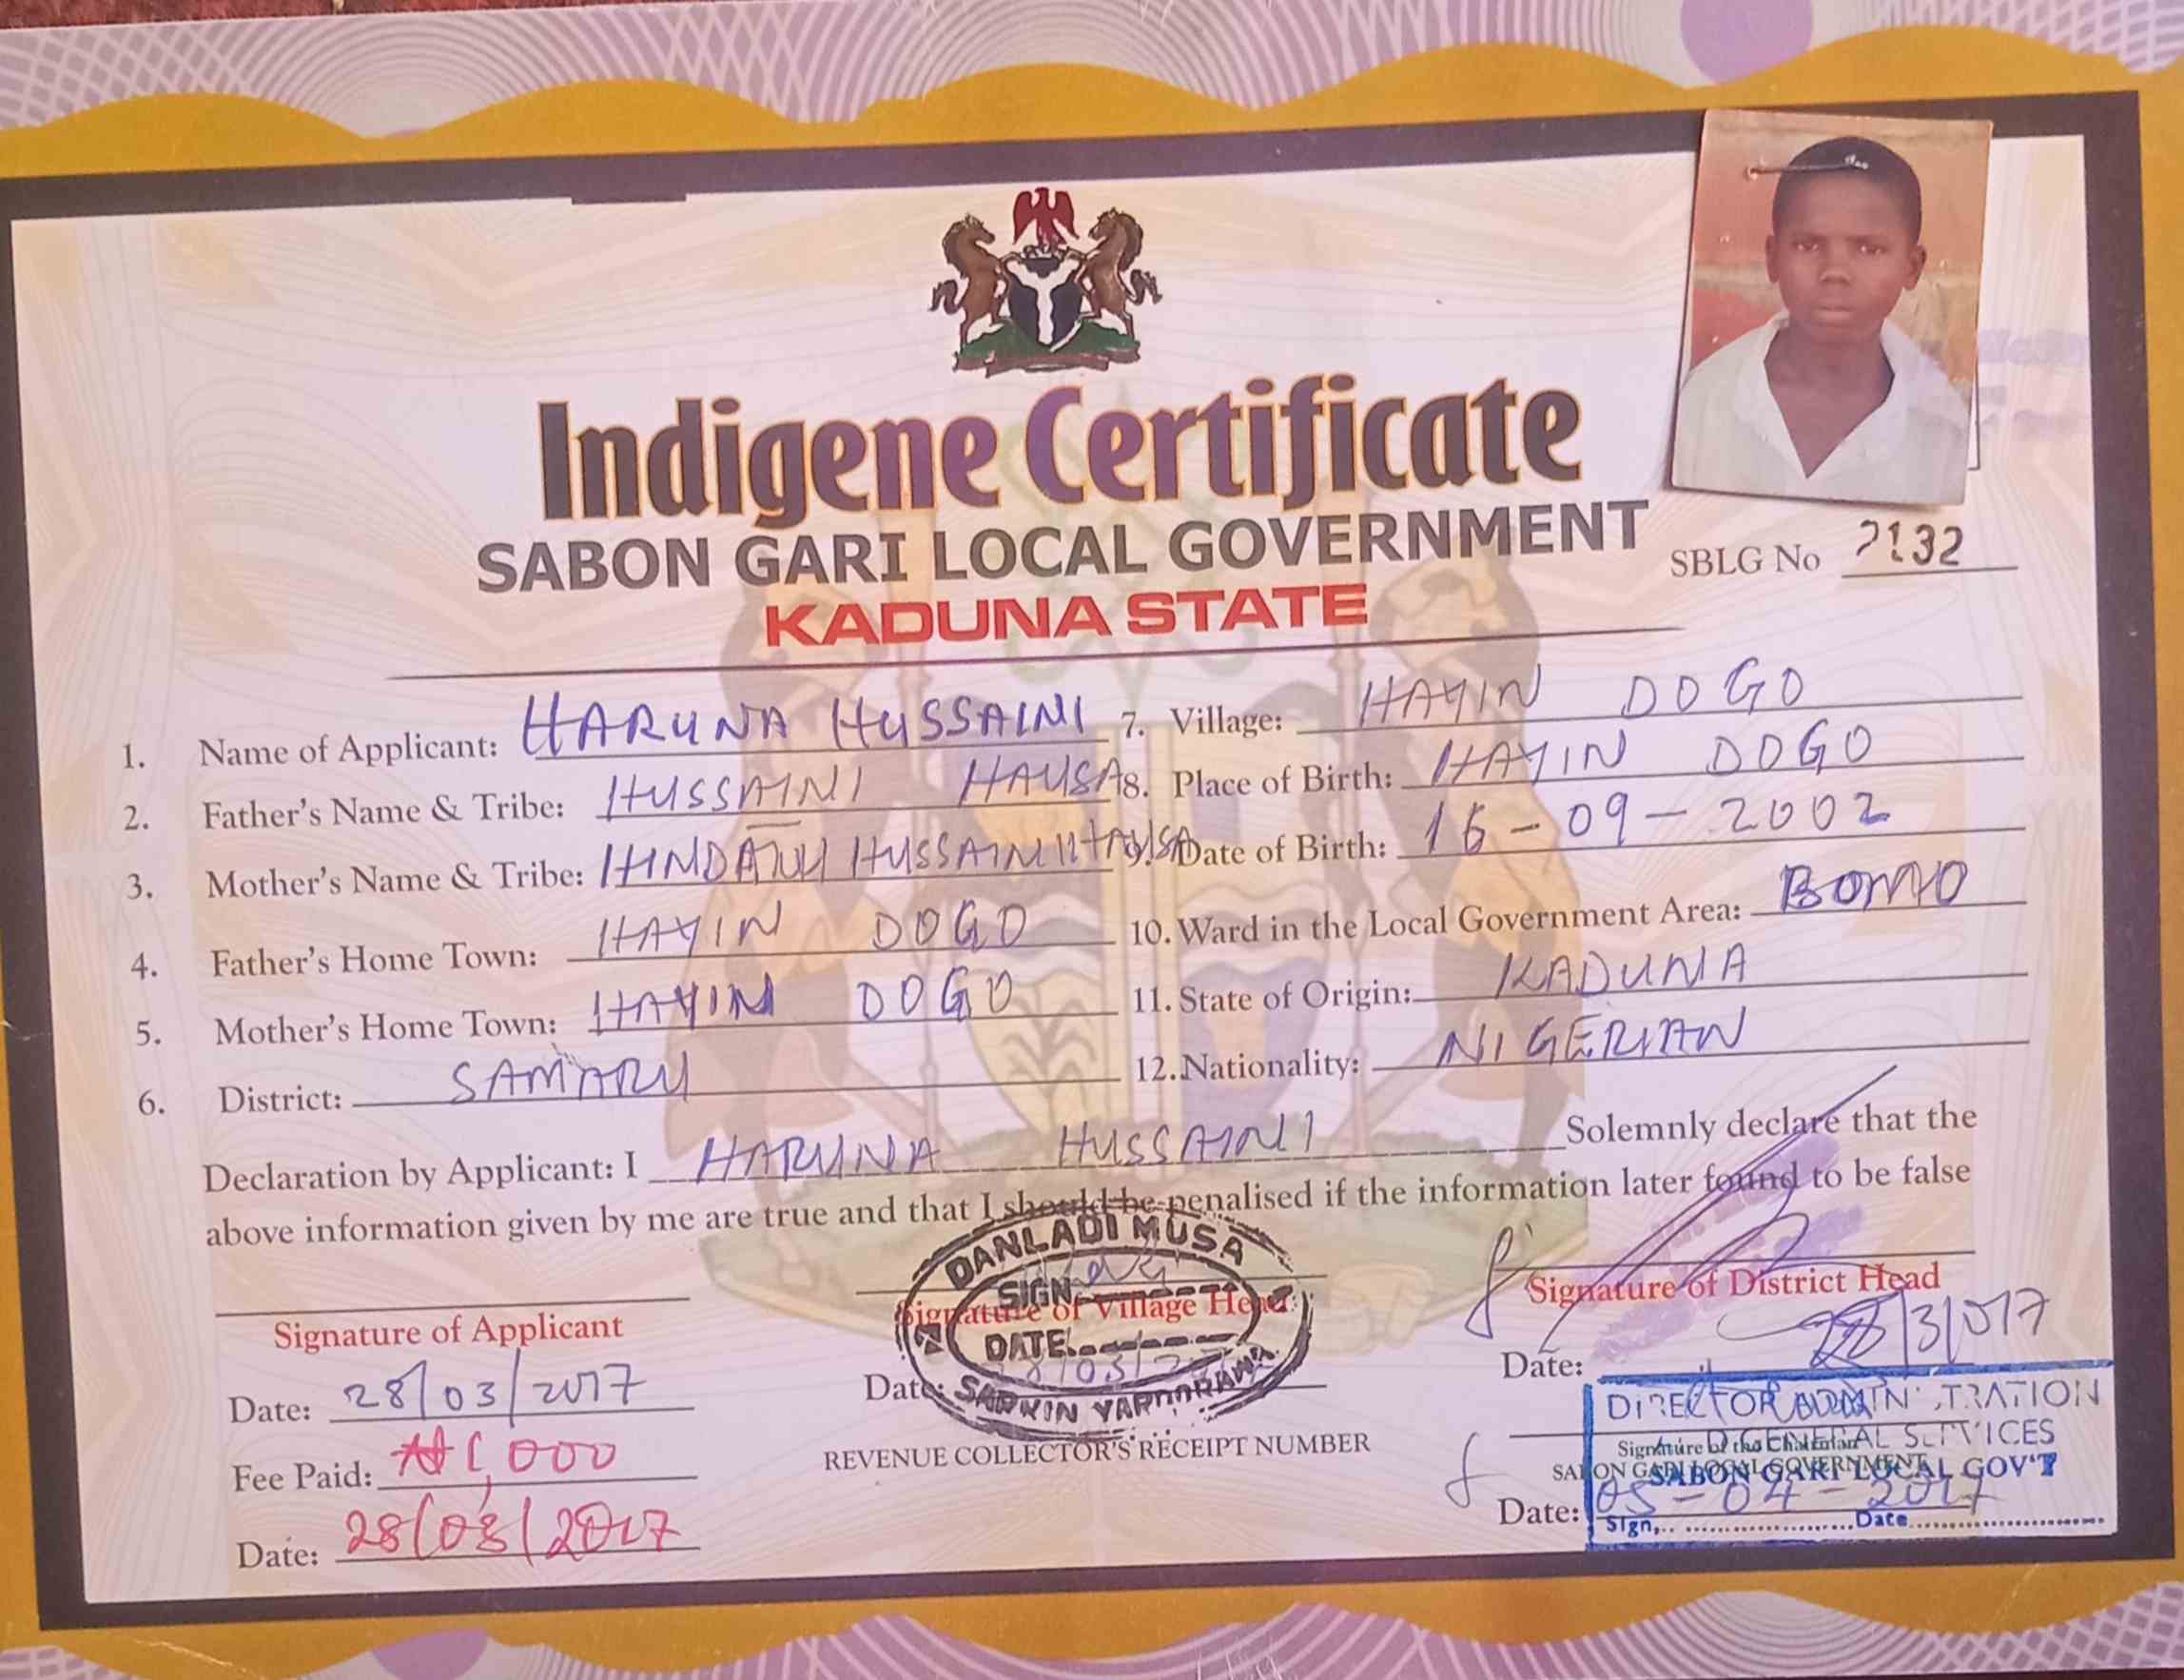 Indigene Certificate
SABON GARI LOCAL GOVERNMENT
KADUNA STATE
SBLG No 2132
1. Name of Applicant: HARUNA HUSSAINI
2. Father's Name & Tribe: HUSSAINI HAUSA
3. Mother's Name & Tribe: HINDATU HUSSAINI HAUSA
4. Father's Home Town: HAYIN DOGO
5. Mother's Home Town: HAYIN DOGO
6. District: SAMARU
7. Village: HAYIN DOGO
8. Place of Birth: HAYIN DOGO
9. Date of Birth: 16-09-2002
10. Ward in the Local Government Area: BOMO
11. State of Origin: KADUNA
12. Nationality: NIGERIAN
Declaration by Applicant: I HARUNA HUSSAINI Solemnly declare that the
above information given by me are true and that I should be penalised if the information later found to be false
Signature of Applicant
Date: 28/03/2017
Fee Paid: ₦1,000
Date: 28/03/2017
DANLADI MUSA
SIGN
Signature of Village Head
DATE
Date: 28/03/
SARKIN
REVENUE COLLECTOR'S RECEIPT NUMBER
Signature of District Head
Date: 28/3/017
DIRECTOR ADMINISTRATION
GENERAL SERVICES
Signature of the Chairman
SABON GARI LOCAL GOVERNMENT
SABON GARI LOCAL GOV'T
Date: 05-04-2017
Sign,.. Date